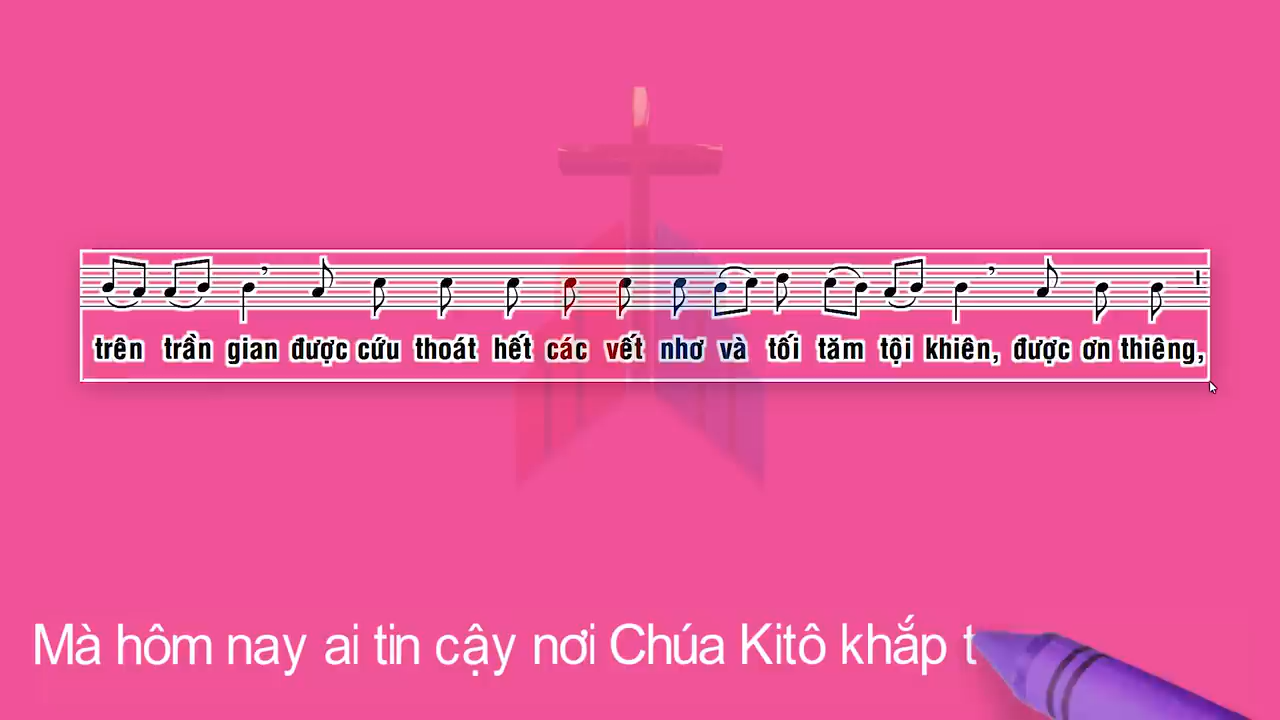 trên trần gian được cứu thoát hết các vết nhơ và tối tăm tội khiên, được ơn thiêng,
Mà hôm nay ai tin cậy nơi Chúa Kitô khắp t